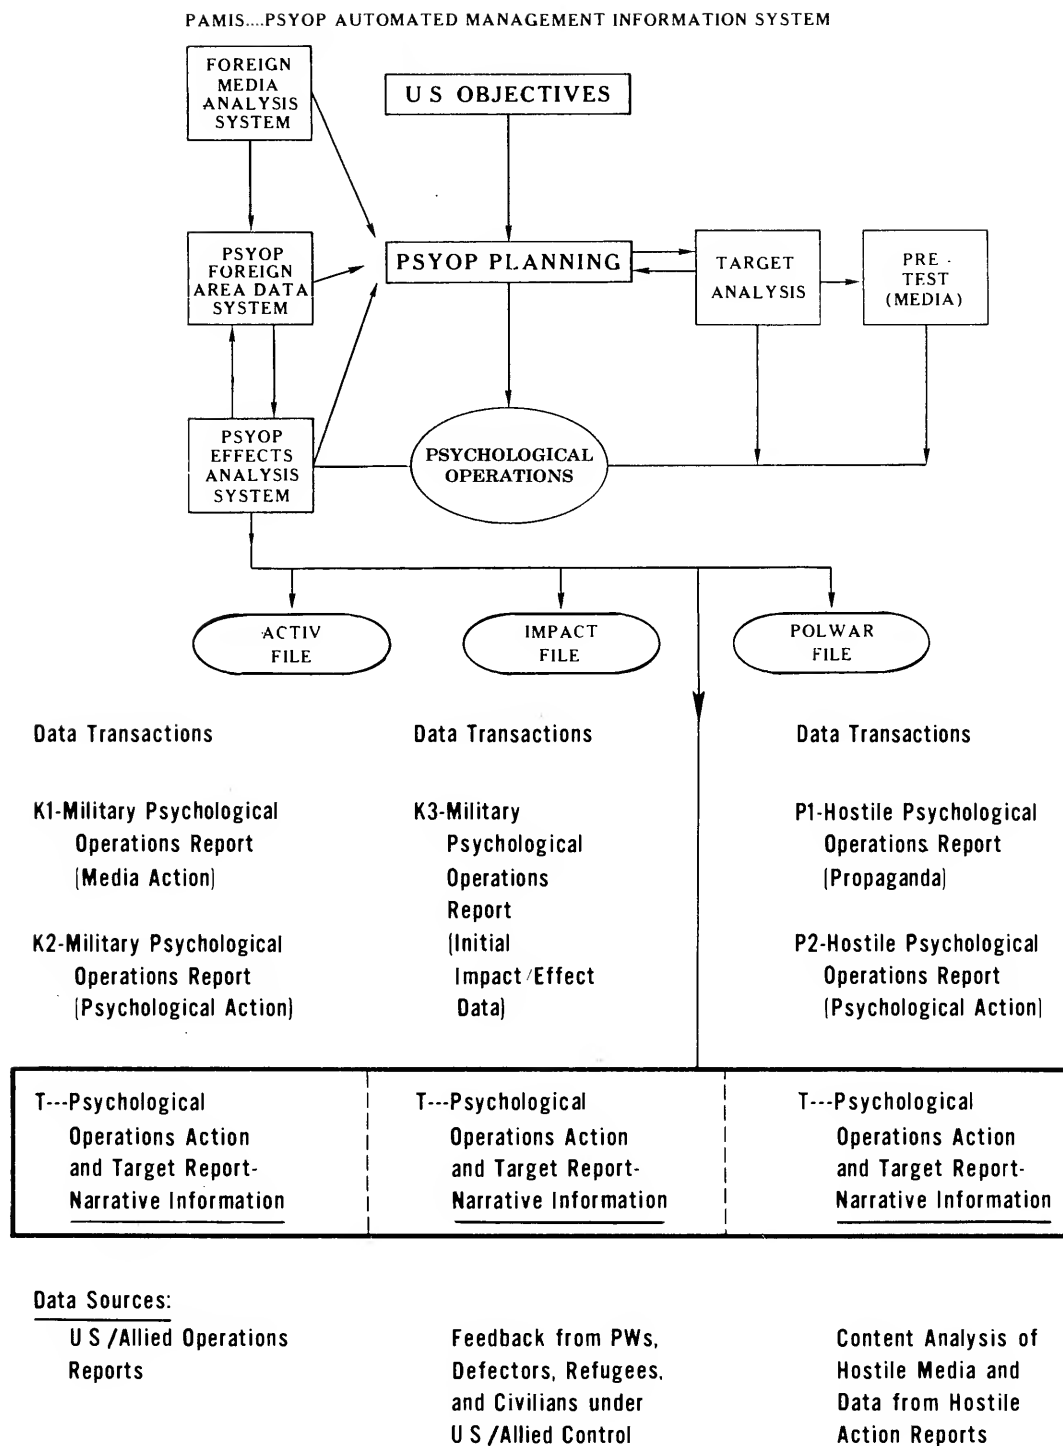 PAMIS....PSYOP AUTOMATED MANAGEMENT INFORMATION SYSTEM
FOREIGN
MEDIA
ANALYSIS
SYSTEM
U S OBJECTIVES
PSYOP
FOREIGN
AREA DATA
SYSTEM
PSYOP PLANNING
TARGET
ANALYSIS
PRE -
TEST
(MEDIA)
PSYOP
EFFECTS
ANALYSIS
SYSTEM
PSYCHOLOGICAL
OPERATIONS
ACTIV
FILE
IMPACT
FILE
POLWAR
FILE
Data Transactions
K1-Military Psychological
Operations Report
(Media Action)
K2-Military Psychological
Operations Report
(Psychological Action)
Data Transactions
K3-Military
Psychological
Operations
Report
(Initial
Impact/Effect
Data)
Data Transactions
P1-Hostile Psychological
Operations Report
(Propaganda)
P2-Hostile Psychological
Operations Report
(Psychological Action)
T---Psychological
Operations Action
and Target Report-
Narrative Information
T---Psychological
Operations Action
and Target Report-
Narrative Information
T---Psychological
Operations Action
and Target Report-
Narrative Information
Data Sources:
U S /Allied Operations
Reports
Feedback from PWs,
Defectors, Refugees,
and Civilians under
U S /Allied Control
Content Analysis of
Hostile Media and
Data from Hostile
Action Reports